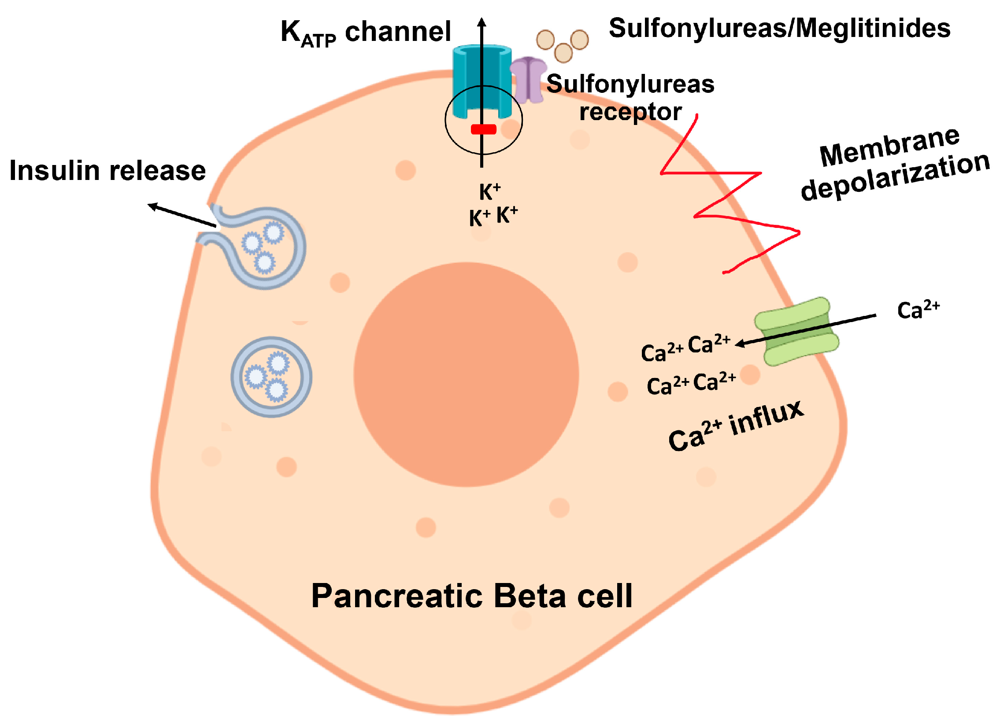 K_ATP channel
Sulfonylureas/Meglitinides
Sulfonylureas
receptor
Membrane
depolarization
Insulin release
K⁺
K⁺ K⁺
Ca²⁺
Ca²⁺ Ca²⁺
Ca²⁺ Ca²⁺
Ca²⁺ influx
Pancreatic Beta cell